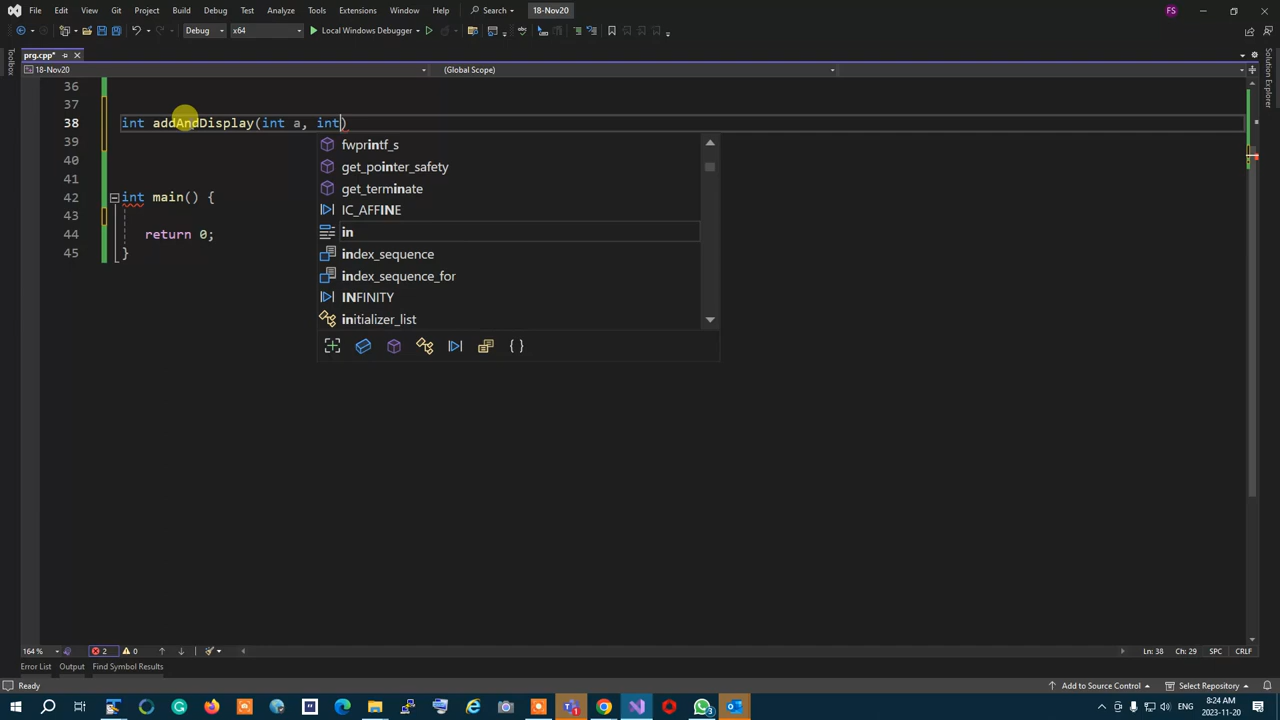 File Edit View Git Project Build Debug Test Analyze Tools Extensions Window Help Search 18-Nov20 FS
Debug x64 Local Windows Debugger
prg.cpp*
18-Nov20 (Global Scope)
Toolbox
Solution Explorer
36
37
38 int addAndDisplay(int a, int)
39
40
41
42 int main() {
43
44 return 0;
45 }
fwprintf_s
get_pointer_safety
get_terminate
IC_AFFINE
in
index_sequence
index_sequence_for
INFINITY
initializer_list
164 % 2 0 Ln: 38 Ch: 29 SPC CRLF
Error List Output Find Symbol Results
Ready Add to Source Control Select Repository
ENG 8:24 AM
2023-11-20